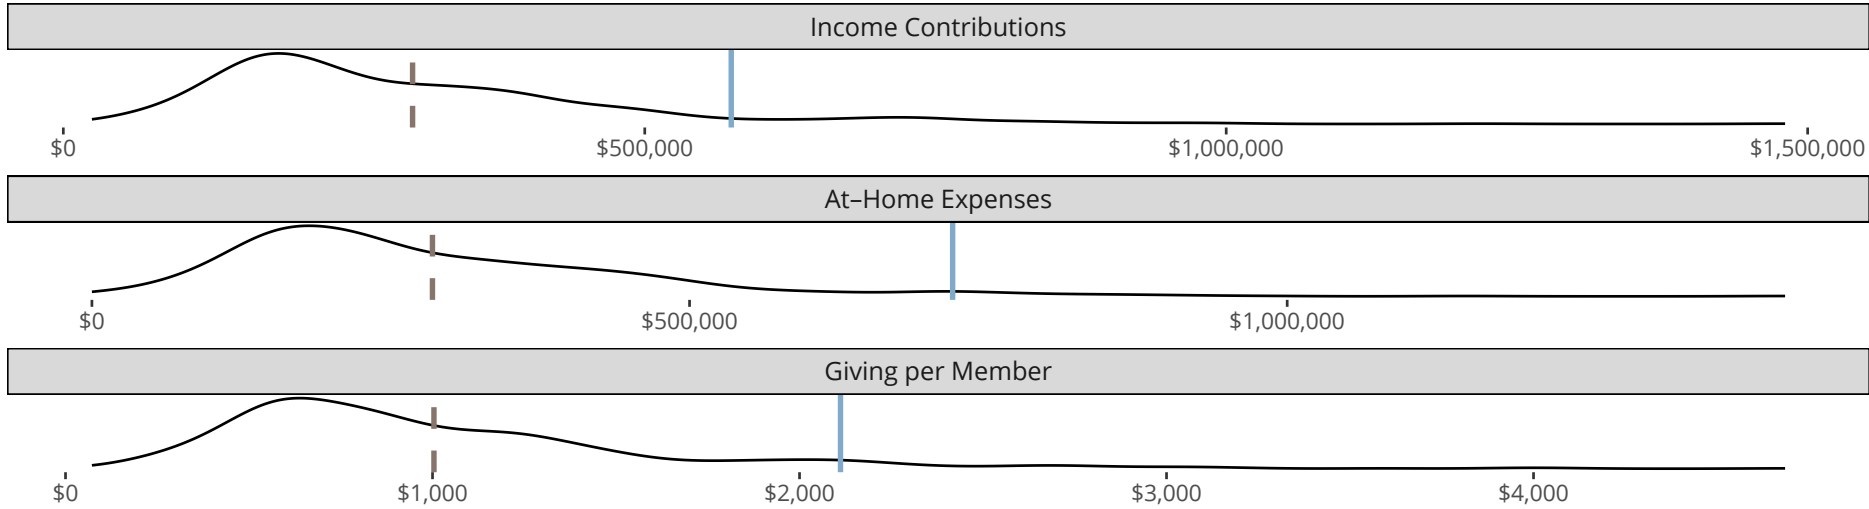 Income Contributions
$0 $500,000 $1,000,000 $1,500,000
At–Home Expenses
$0 $500,000 $1,000,000
Giving per Member
$0 $1,000 $2,000 $3,000 $4,000